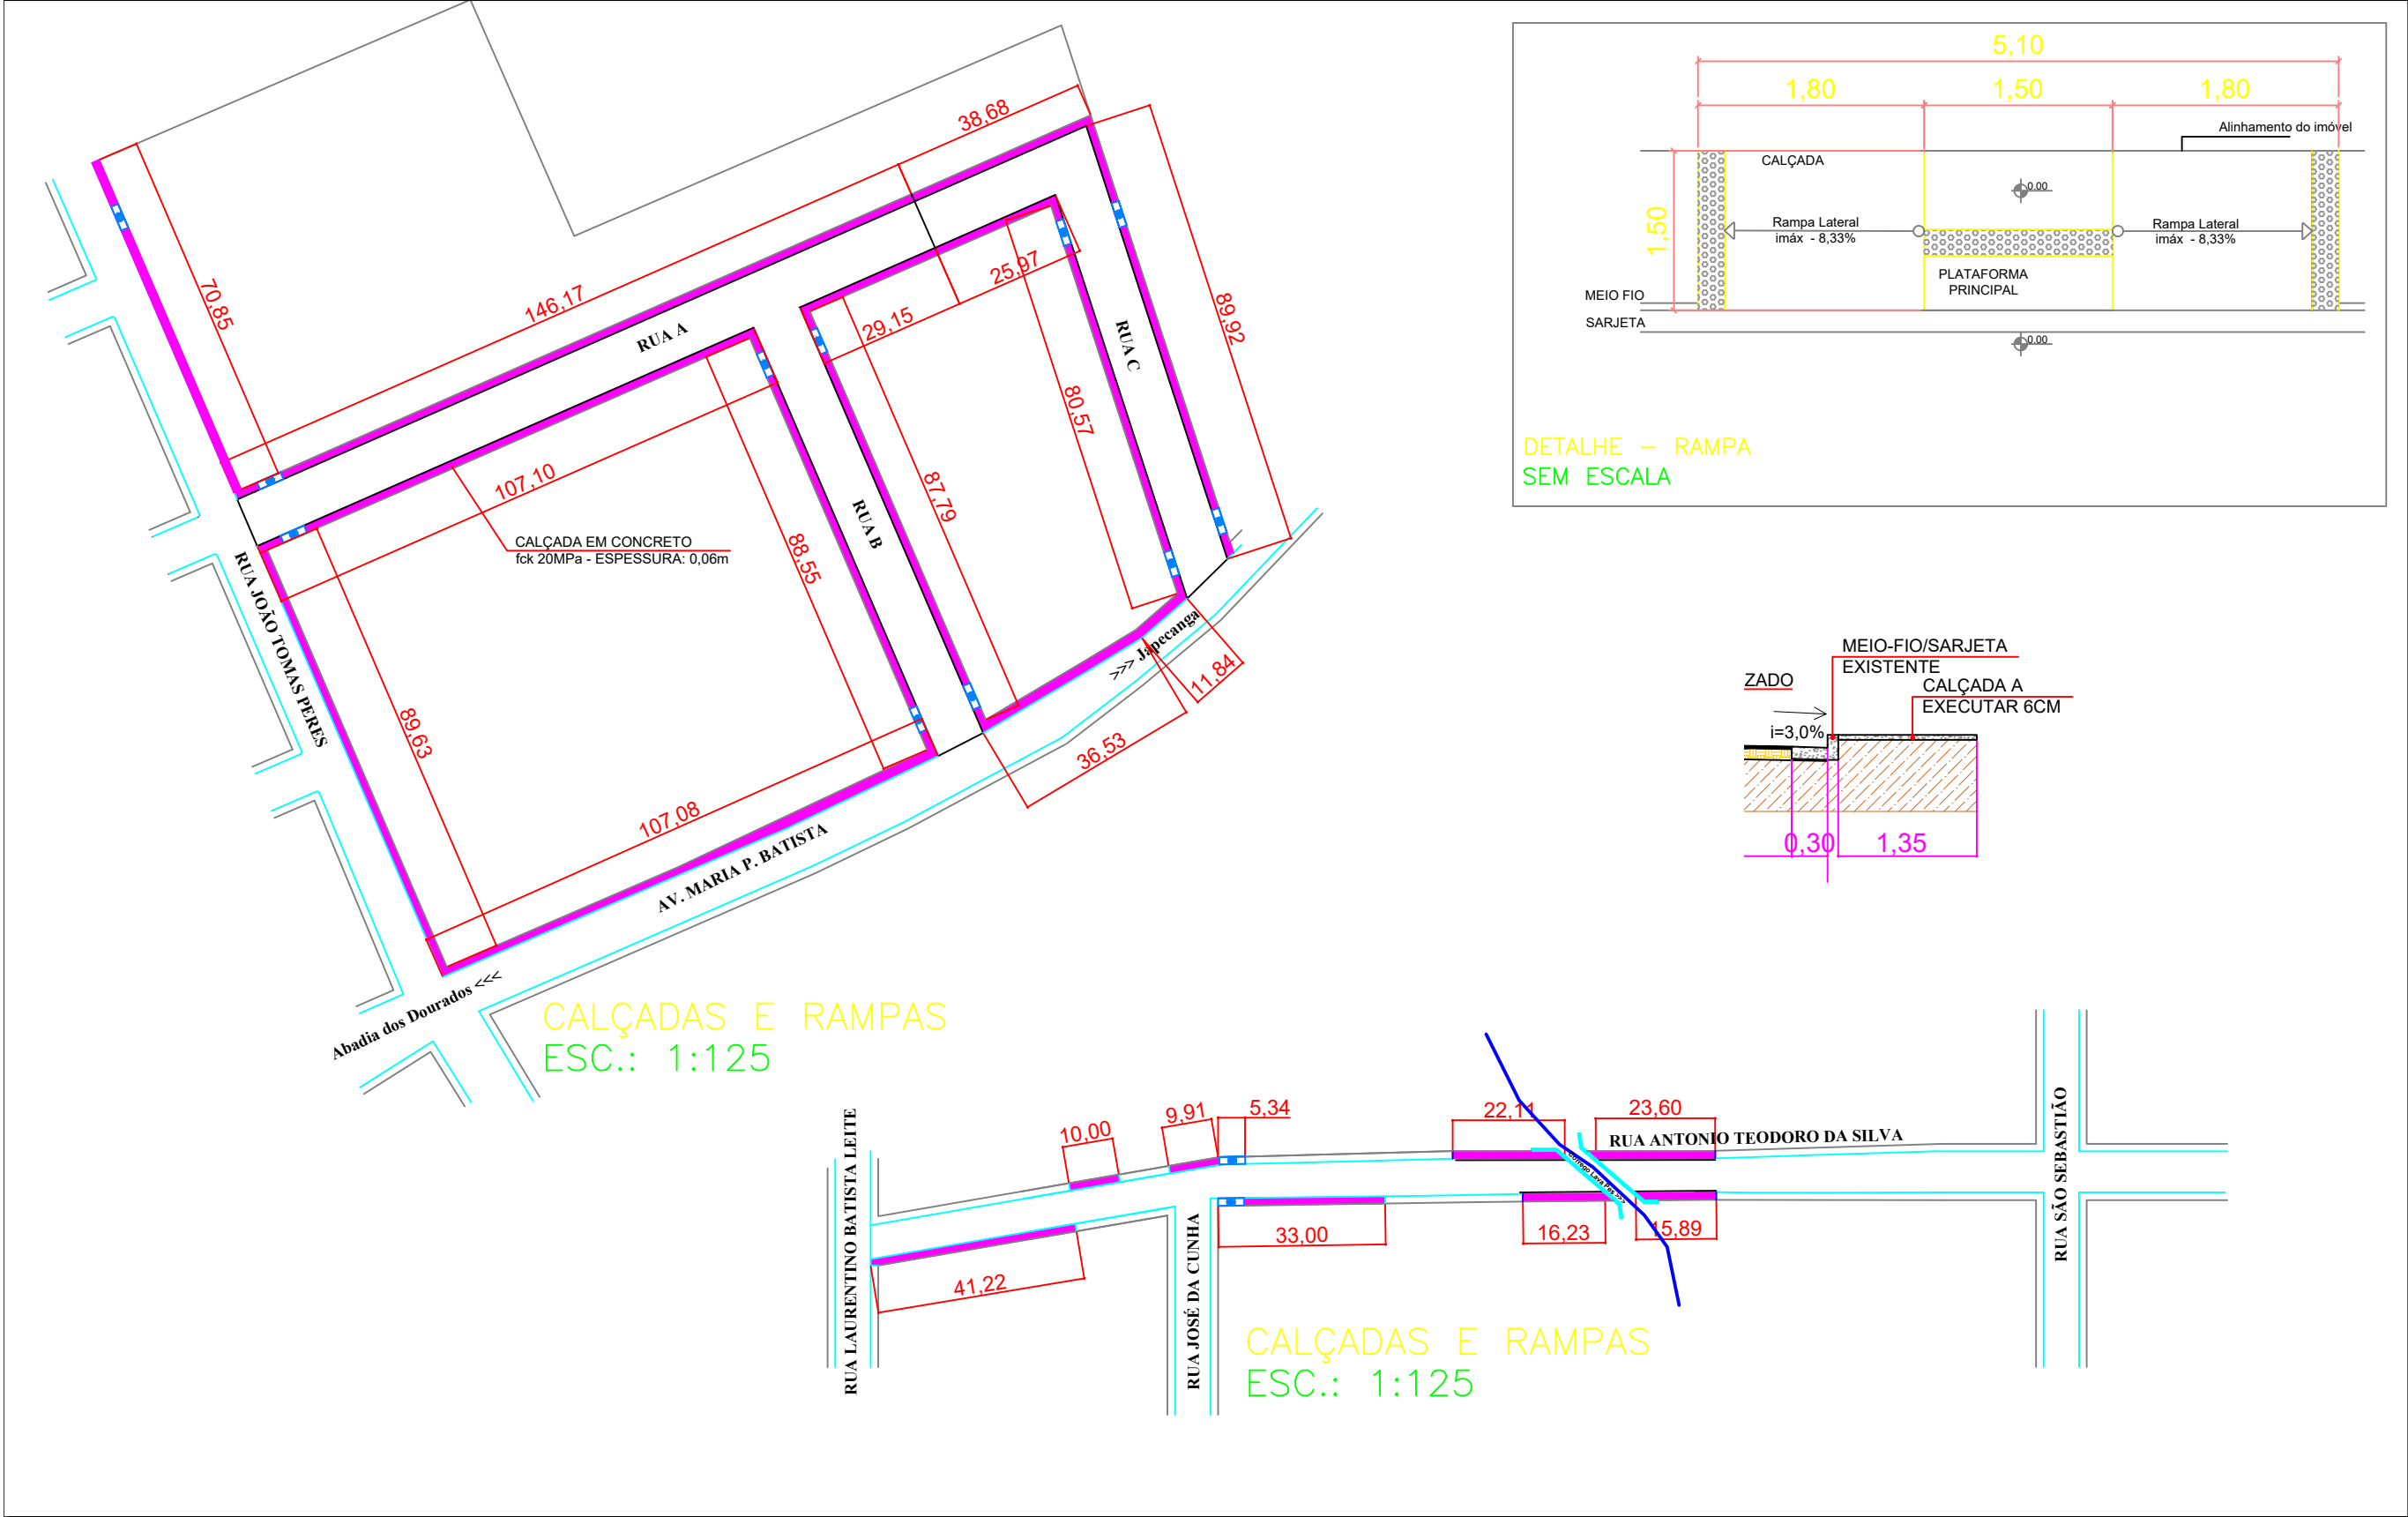 38,68
146,17
70,85
RUA A
25,97
29,15
RUA C
89,92
80,57
107,10
CALÇADA EM CONCRETO
fck 20MPa - ESPESSURA: 0,06m
88,55
RUA B
87,79
RUA JOÃO TOMAS PERES
89,63
107,08
AV. MARIA P. BATISTA
>>> Japecanga
11,84
36,53
Abadia dos Dourados <<<
CALÇADAS E RAMPAS
ESC.: 1:125
5,10
1,80
1,50
1,80
Alinhamento do imóvel
CALÇADA
0.00
1,50
Rampa Lateral
imáx - 8,33%
Rampa Lateral
imáx - 8,33%
PLATAFORMA
PRINCIPAL
MEIO FIO
SARJETA
0.00
DETALHE - RAMPA
SEM ESCALA
MEIO-FIO/SARJETA
EXISTENTE
ZADO
CALÇADA A
EXECUTAR 6CM
i=3,0%
0,30
1,35
RUA LAURENTINO BATISTA LEITE
10,00
9,91
5,34
22,11
23,60
RUA ANTONIO TEODORO DA SILVA
Córrego Lava Pés >>>
33,00
16,23
15,89
41,22
RUA JOSÉ DA CUNHA
RUA SÃO SEBASTIÃO
CALÇADAS E RAMPAS
ESC.: 1:125